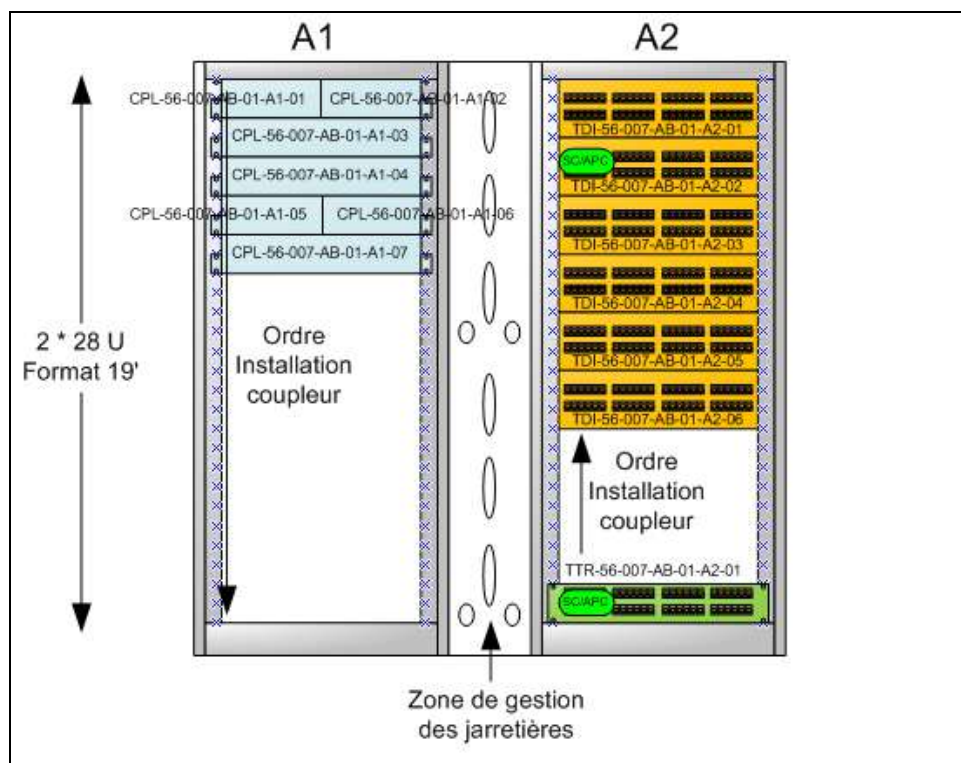 A1
A2
CPL-56-007-AB-01-A1-01
CPL-56-007-AB-01-A1-02
CPL-56-007-AB-01-A1-03
CPL-56-007-AB-01-A1-04
CPL-56-007-AB-01-A1-05
CPL-56-007-AB-01-A1-06
CPL-56-007-AB-01-A1-07
2 * 28 U
Format 19'
Ordre
Installation
coupleur
TDI-56-007-AB-01-A2-01
SC/APC
TDI-56-007-AB-01-A2-02
TDI-56-007-AB-01-A2-03
TDI-56-007-AB-01-A2-04
TDI-56-007-AB-01-A2-05
TDI-56-007-AB-01-A2-06
Ordre
Installation
coupleur
TTR-56-007-AB-01-A2-01
SC/APC
Zone de gestion
des jarretières